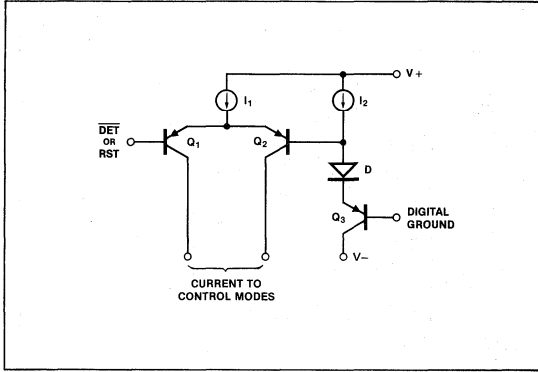 V+
I1
I2
DET
OR
RST
Q1
Q2
D
Q3
DIGITAL
GROUND
V−
CURRENT TO
CONTROL MODES